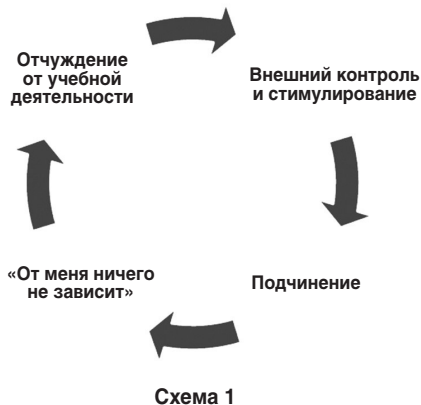 Отчуждение
от учебной
деятельности
Внешний контроль
и стимулирование
«От меня ничего
не зависит»
Подчинение
Схема 1